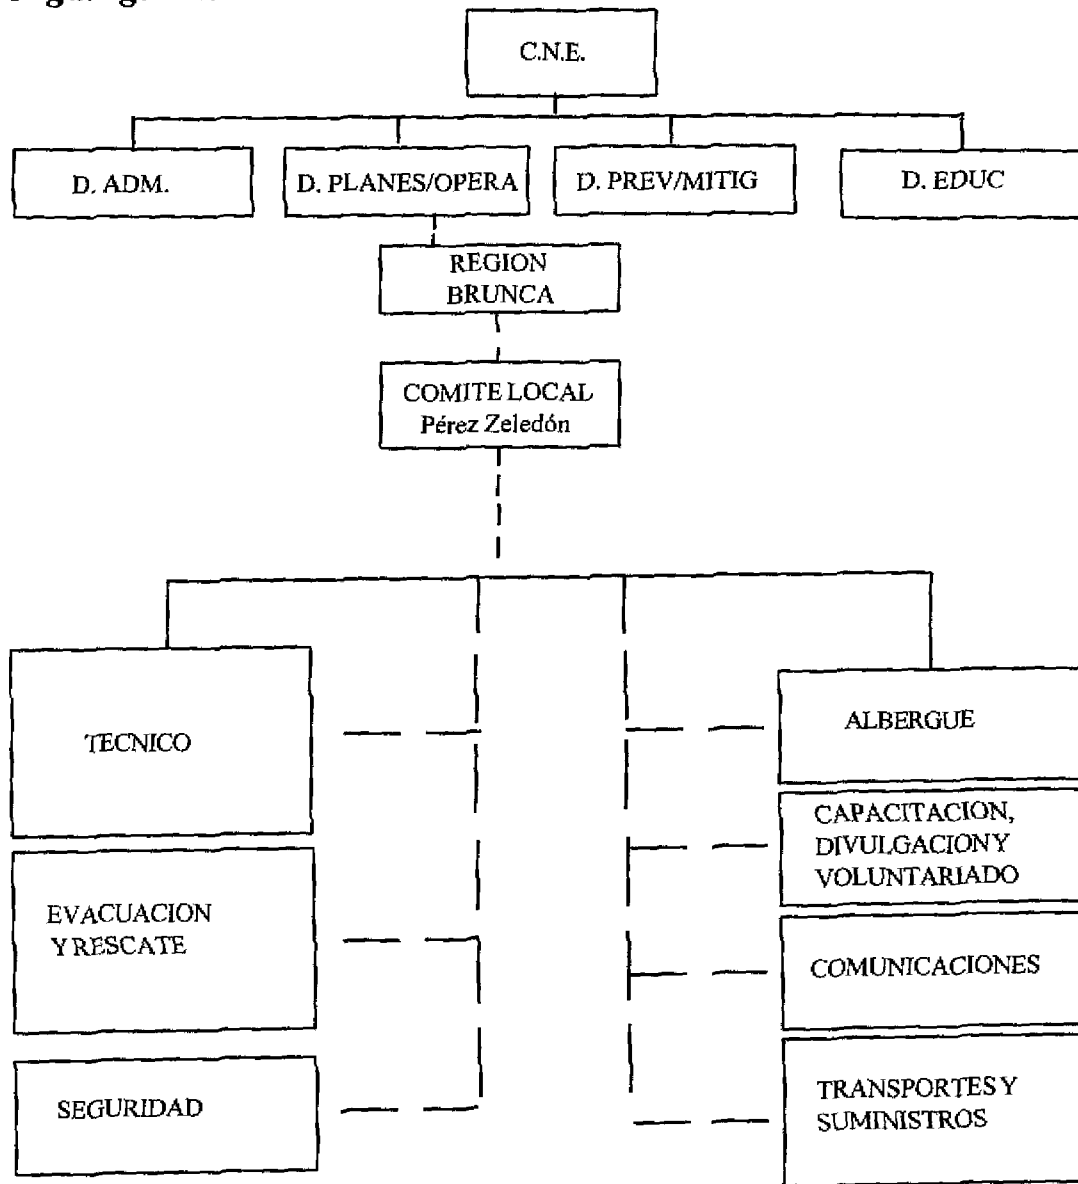 C.N.E.
D. ADM.
D. PLANES/OPERA
D. PREV/MITIG
D. EDUC
REGION
BRUNCA
COMITE LOCAL
Pérez Zeledón
TECNICO
EVACUACION
Y RESCATE
SEGURIDAD
ALBERGUE
CAPACITACION,
DIVULGACION Y
VOLUNTARIADO
COMUNICACIONES
TRANSPORTES Y
SUMINISTROS